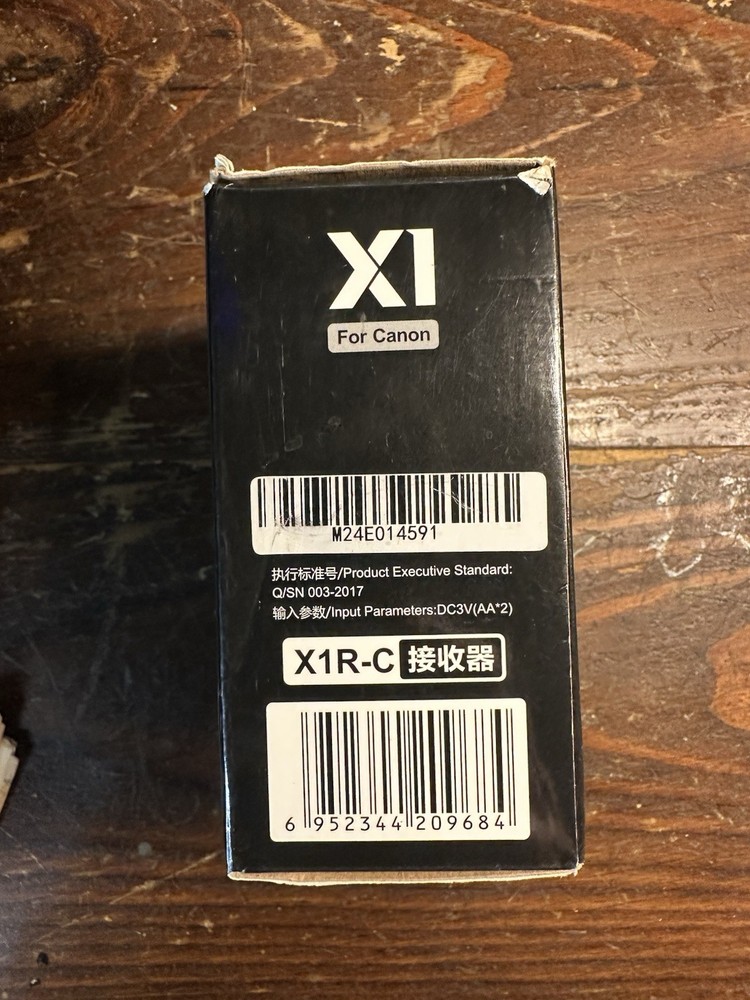 X1
For Canon
M24E014591
执行标准号/Product Executive Standard:
Q/SN 003-2017
输入参数/Input Parameters:DC3V(AA*2)
X1R-C 接收器
6 952344 209684